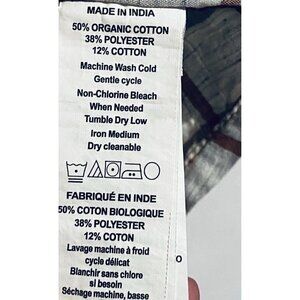 MADE IN INDIA
50% ORGANIC COTTON
38% POLYESTER
12% COTTON
Machine Wash Cold
Gentle cycle
Non-Chlorine Bleach
When Needed
Tumble Dry Low
Iron Medium
Dry cleanable
FABRIQUÉ EN INDE
50% COTON BIOLOGIQUE
38% POLYESTER
12% COTON
Lavage machine à froid
cycle délicat
Blanchir sans chlore
si besoin
Séchage machine, basse
O